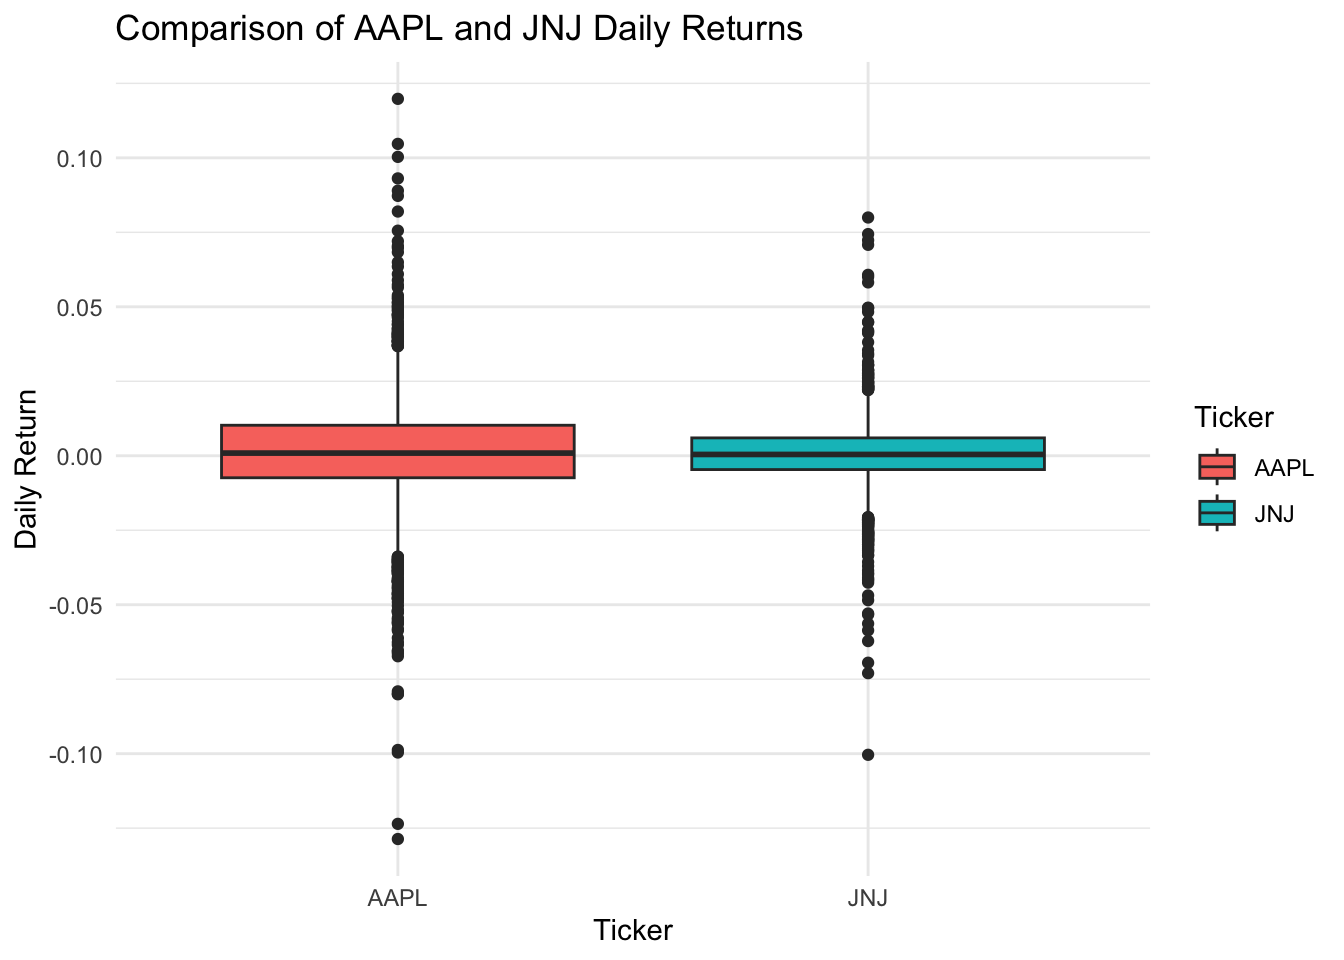 Comparison of AAPL and JNJ Daily Returns
0.10
0.05
0.00
-0.05
-0.10
Daily Return
AAPL
JNJ
Ticker
Ticker
AAPL
JNJ